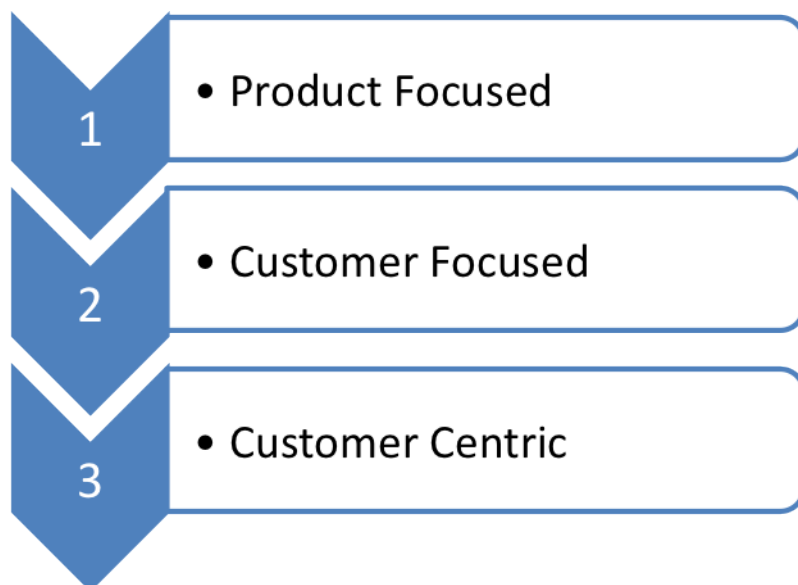 1
• Product Focused
2
• Customer Focused
3
• Customer Centric